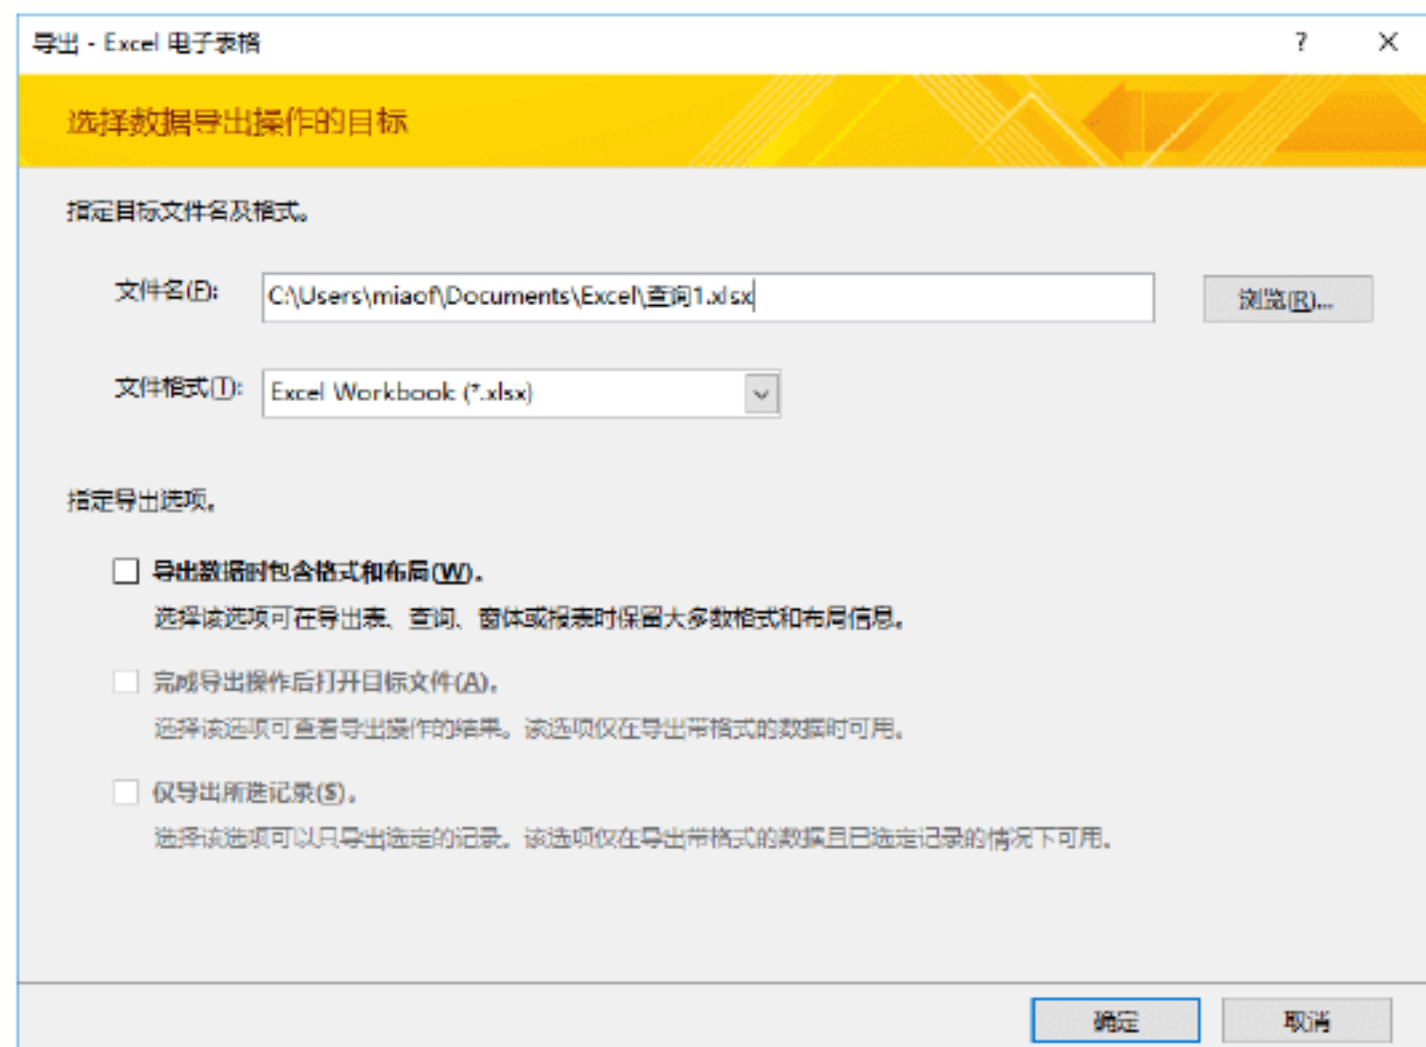 导出 - Excel 电子表格
? ×
选择数据导出操作的目标
指定目标文件名及格式。
文件名(F): C:\Users\miaof\Documents\Excel\查询1.xlsx 浏览(R)...
文件格式(T): Excel Workbook (*.xlsx)
指定导出选项。
导出数据时包含格式和布局(W)。
选择该选项可在导出表、查询、窗体或报表时保留大多数格式和布局信息。
完成导出操作后打开目标文件(A)。
选择该选项可查看导出操作的结果。该选项仅在导出带格式的数据时可用。
仅导出所选记录(S)。
选择该选项可以只导出选定的记录。该选项仅在导出带格式的数据且已选定记录的情况下可用。
确定 取消